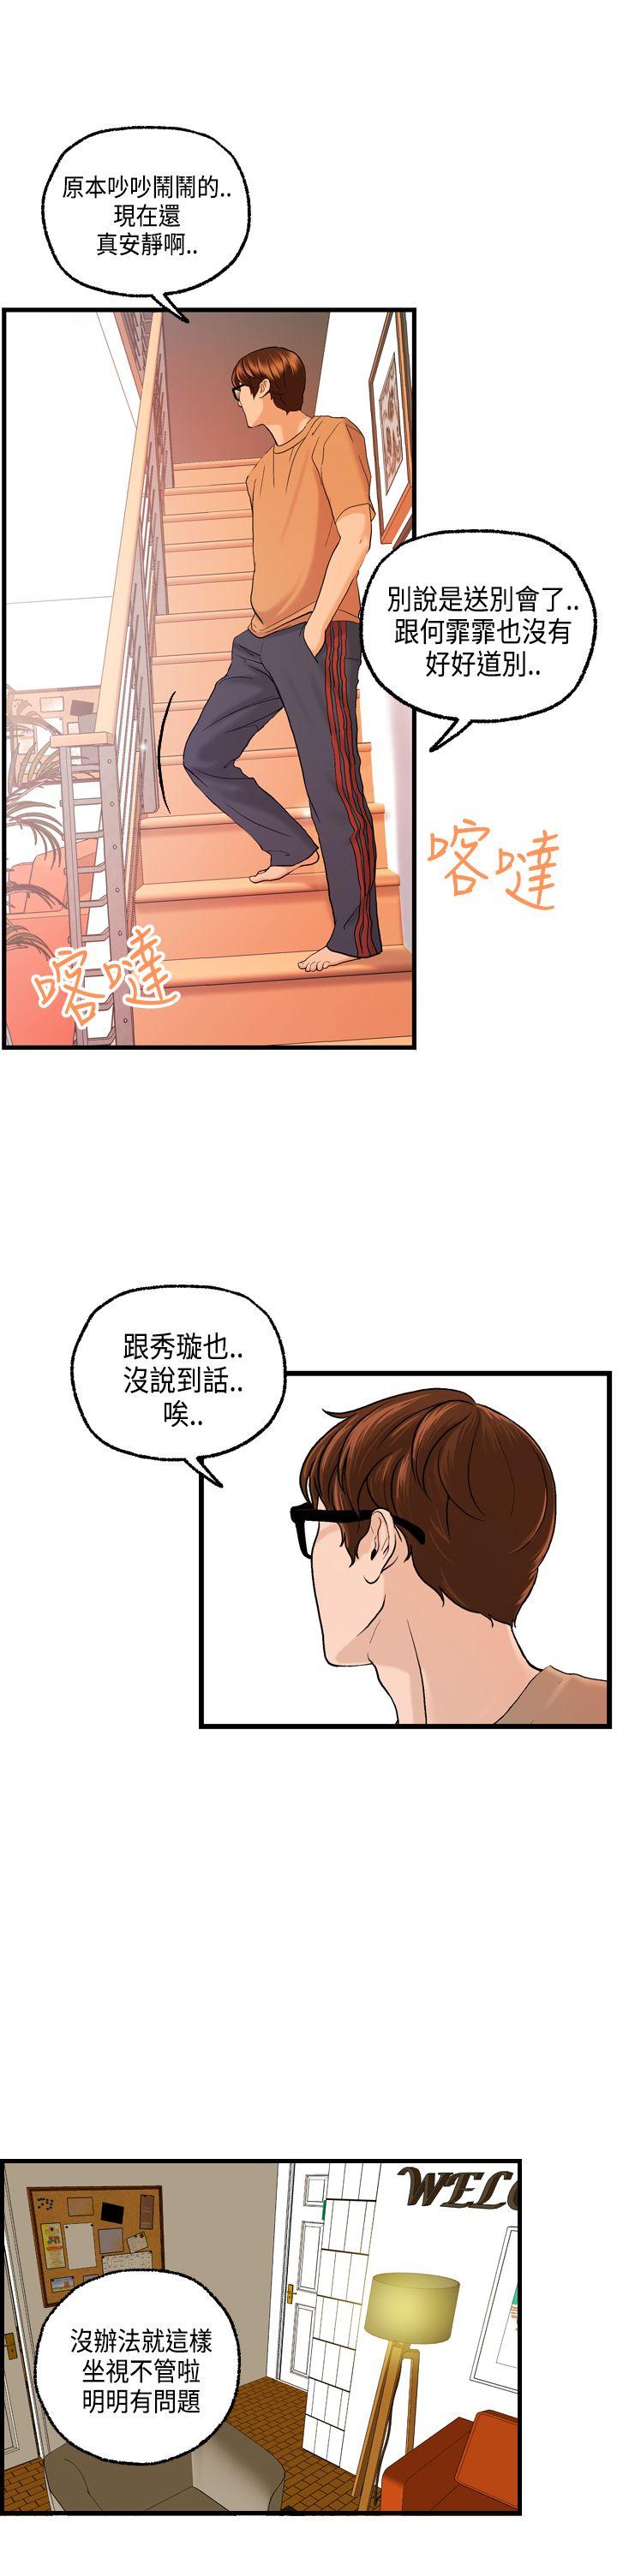 原本吵吵鬧鬧的..
現在還
真安靜啊..
別說是送別會了..
跟何霏霏也沒有
好好道別..
喀噠
喀噠
跟秀璇也..
沒說到話..
唉..
WELC
沒辦法就這樣
坐視不管啦
明明有問題